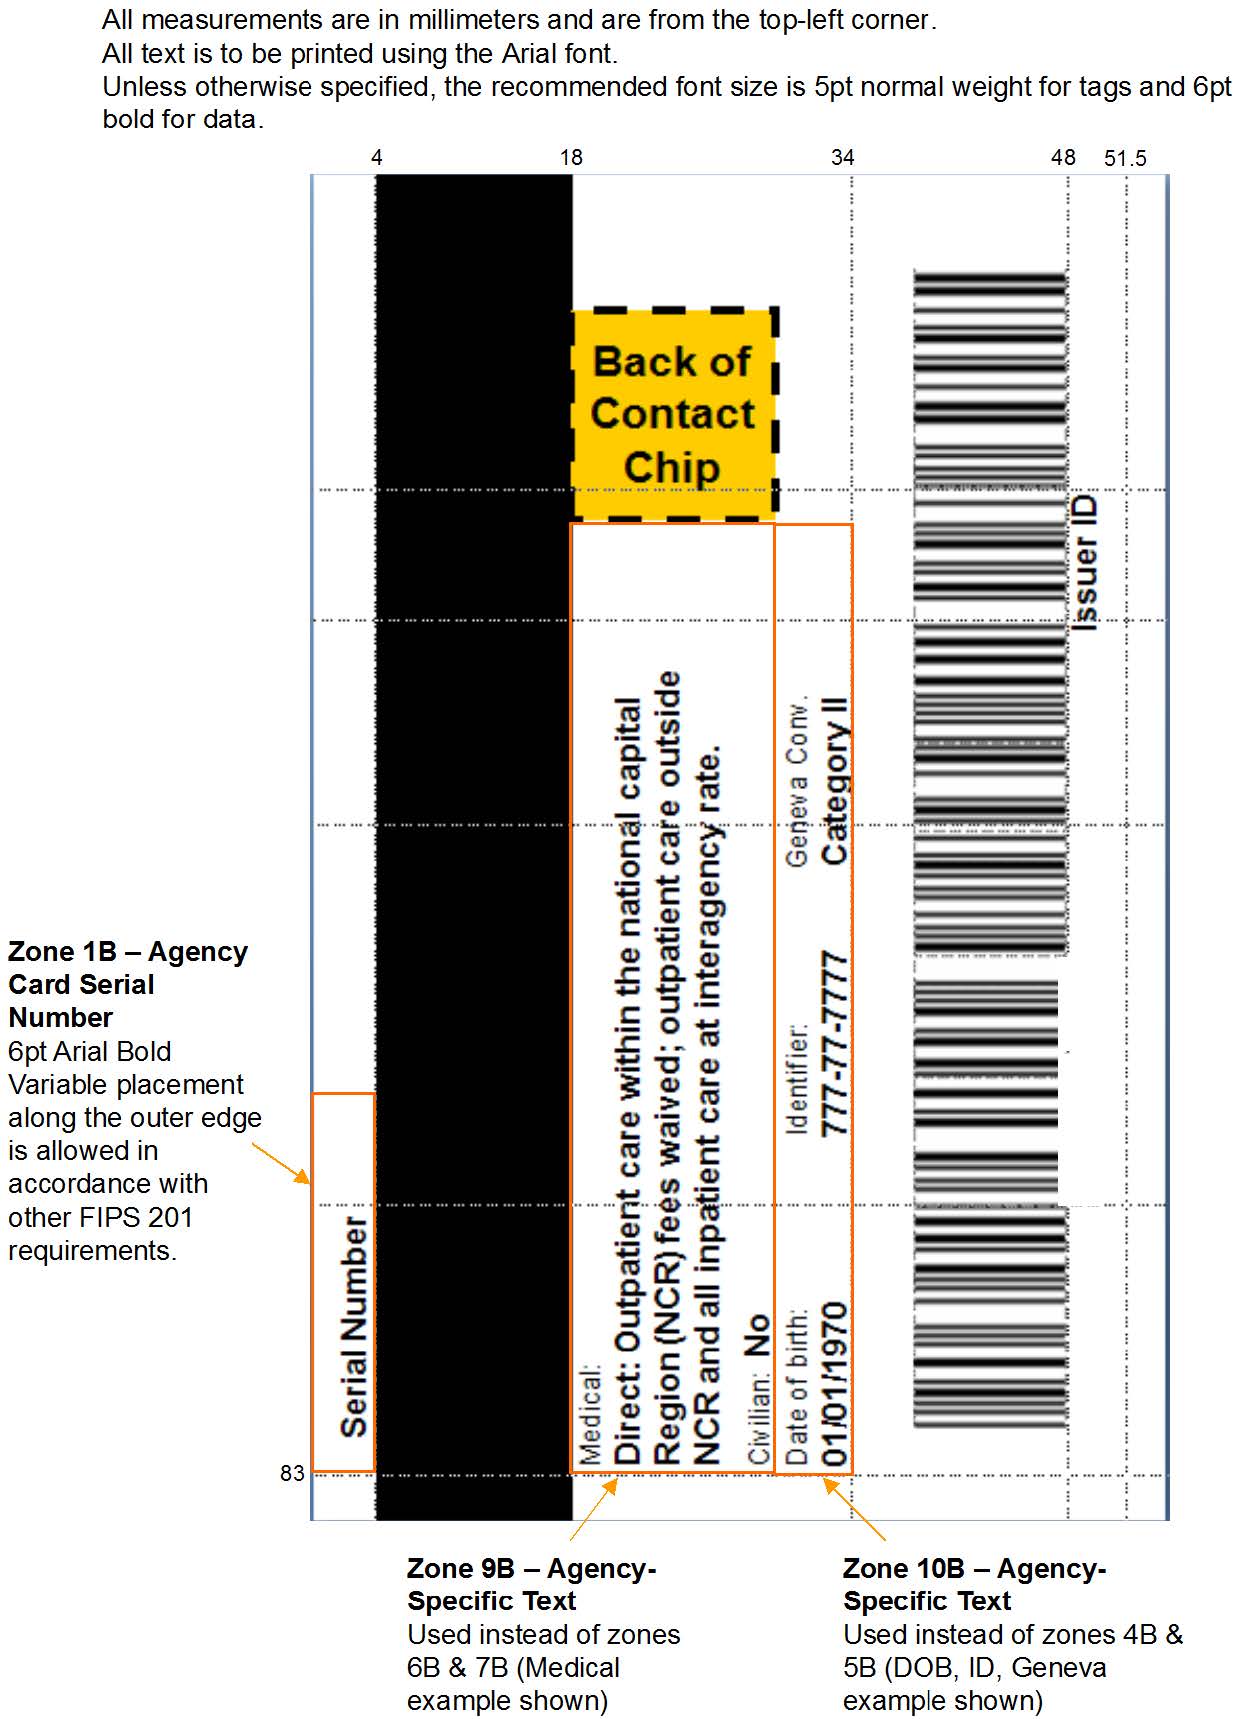 All measurements are in millimeters and are from the top-left corner.
All text is to be printed using the Arial font.
Unless otherwise specified, the recommended font size is 5pt normal weight for tags and 6pt
bold for data.
4 18 34 48 51.5
Back of
Contact
Chip
Issuer ID
Medical:
Direct: Outpatient care within the national capital
Region (NCR) fees waived; outpatient care outside
NCR and all inpatient care at interagency rate.
Civilian: No
Date of birth: Identifier: Geneva Conv.
01/01/1970 777-77-7777 Category II
Zone 1B – Agency
Card Serial
Number
6pt Arial Bold
Variable placement
along the outer edge
is allowed in
accordance with
other FIPS 201
requirements.
Serial Number
83
Zone 9B – Agency-
Specific Text
Used instead of zones
6B & 7B (Medical
example shown)
Zone 10B – Agency-
Specific Text
Used instead of zones 4B &
5B (DOB, ID, Geneva
example shown)